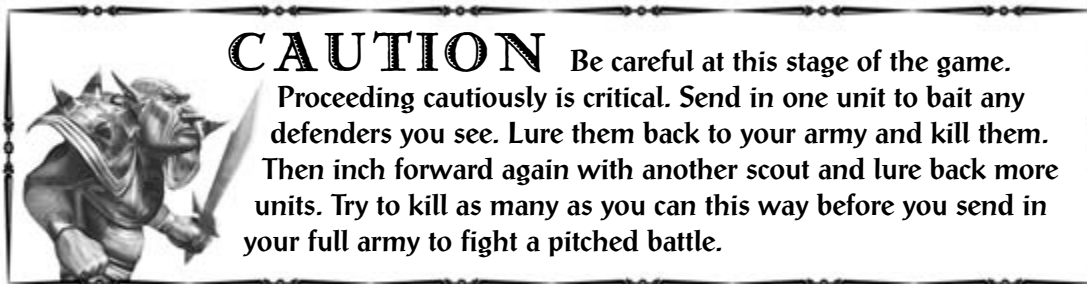 CAUTION Be careful at this stage of the game.
Proceeding cautiously is critical. Send in one unit to bait any
defenders you see. Lure them back to your army and kill them.
Then inch forward again with another scout and lure back more
units. Try to kill as many as you can this way before you send in
your full army to fight a pitched battle.